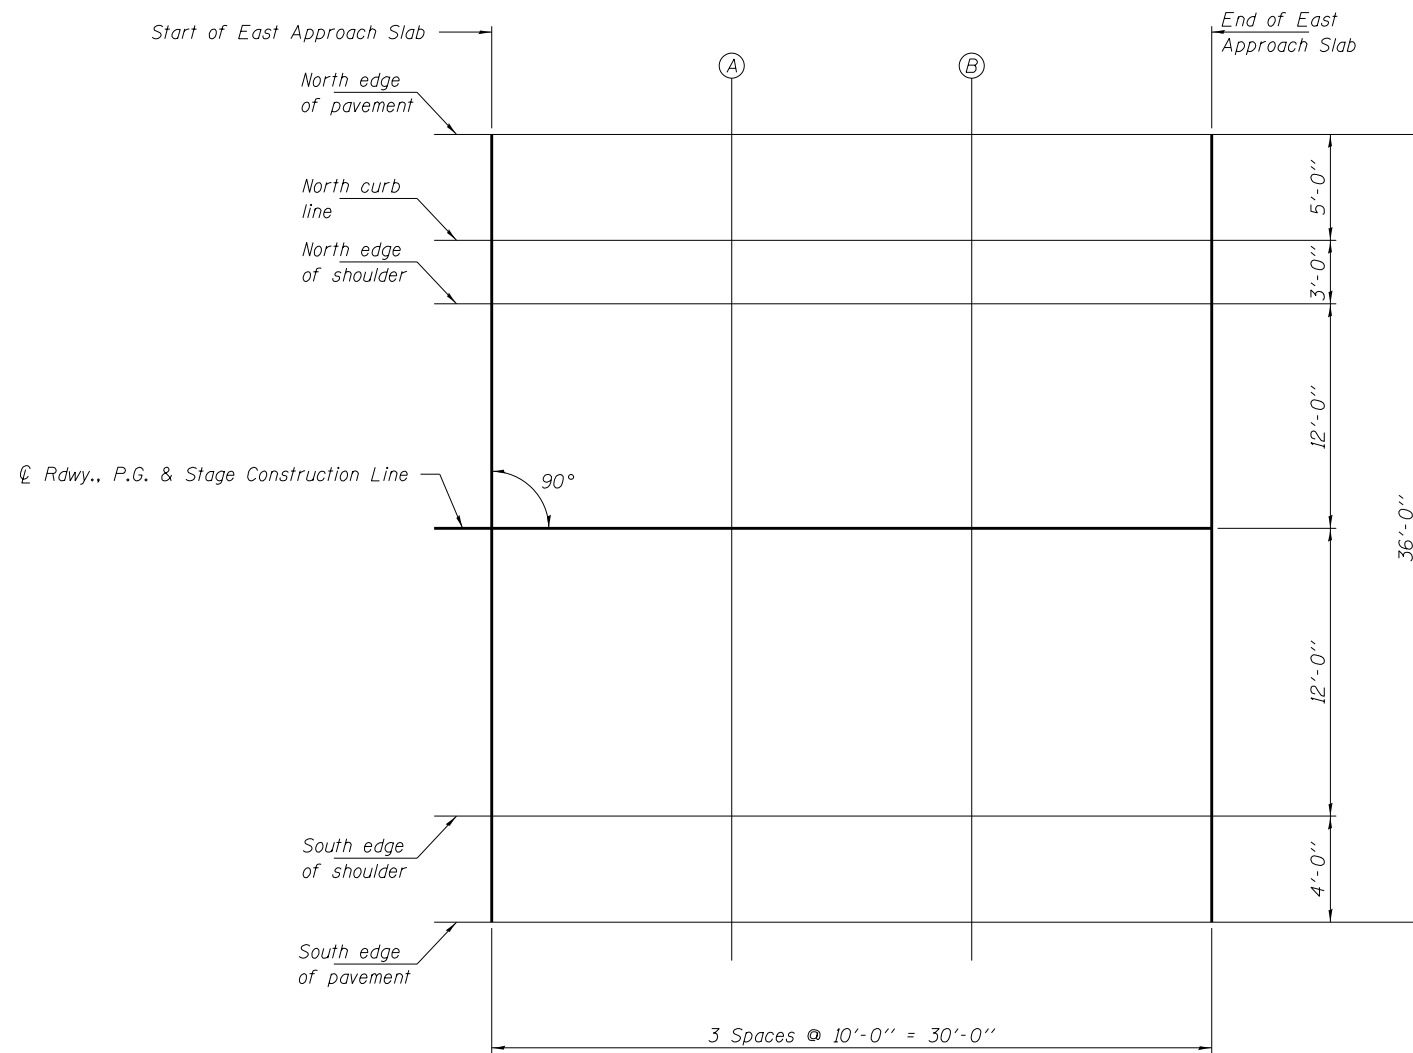 Start of East Approach Slab
End of East
Approach Slab
A
B
North edge
of pavement
North curb
line
North edge
of shoulder
5'-0''
3'-0''
12'-0''
℄ Rdwy., P.G. & Stage Construction Line
90°
36'-0''
12'-0''
South edge
of shoulder
4'-0''
South edge
of pavement
3 Spaces @ 10'-0'' = 30'-0''